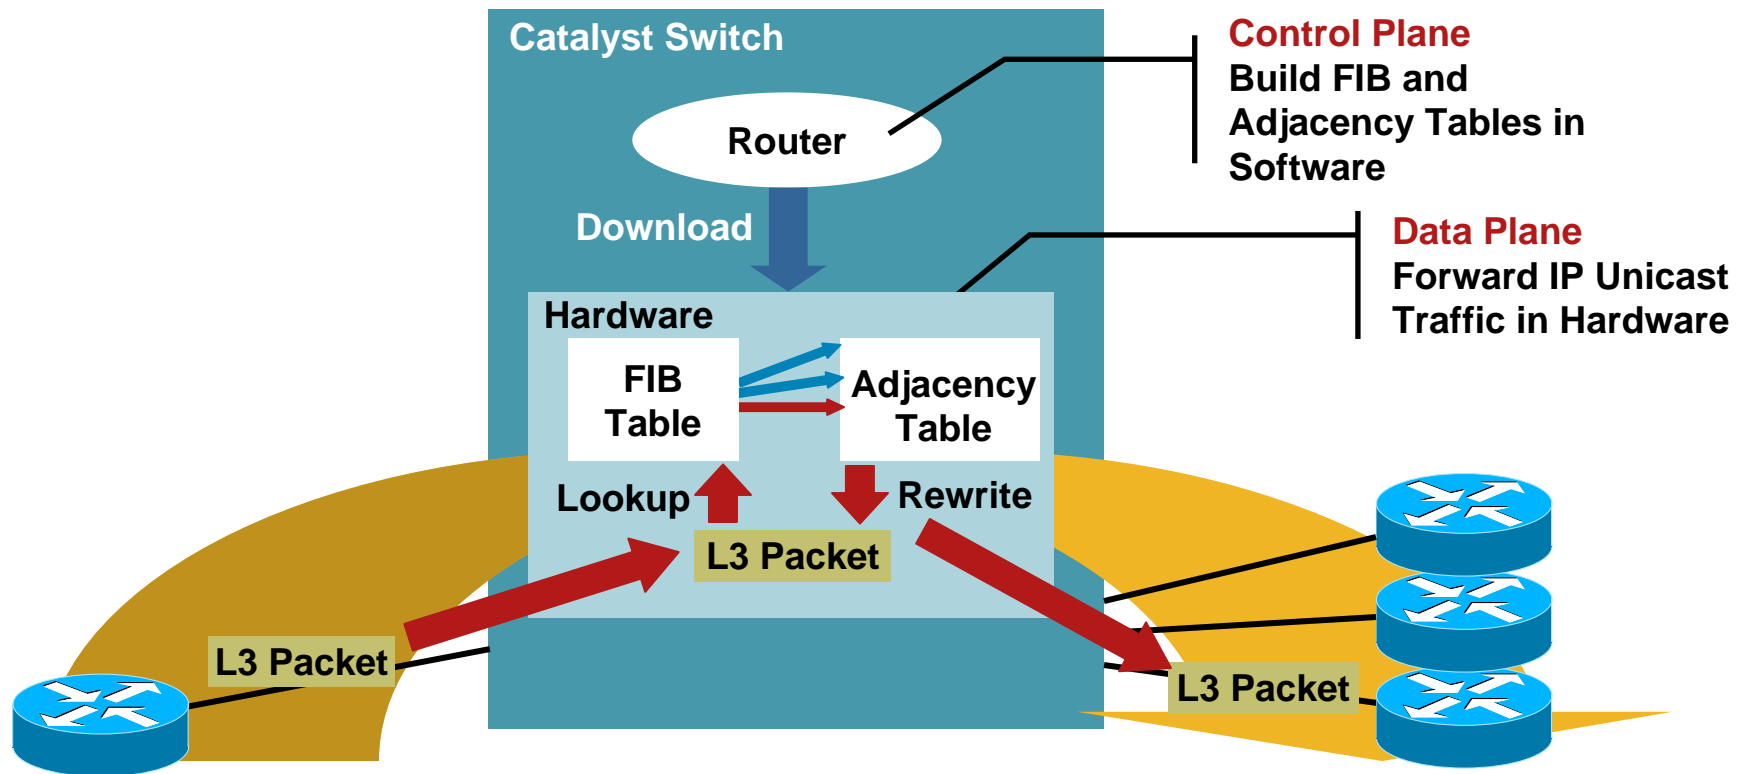 Catalyst Switch
Router
Download
Hardware
FIB
Table
Adjacency
Table
Lookup
Rewrite
L3 Packet
L3 Packet
L3 Packet
Control Plane
Build FIB and
Adjacency Tables in
Software
Data Plane
Forward IP Unicast
Traffic in Hardware